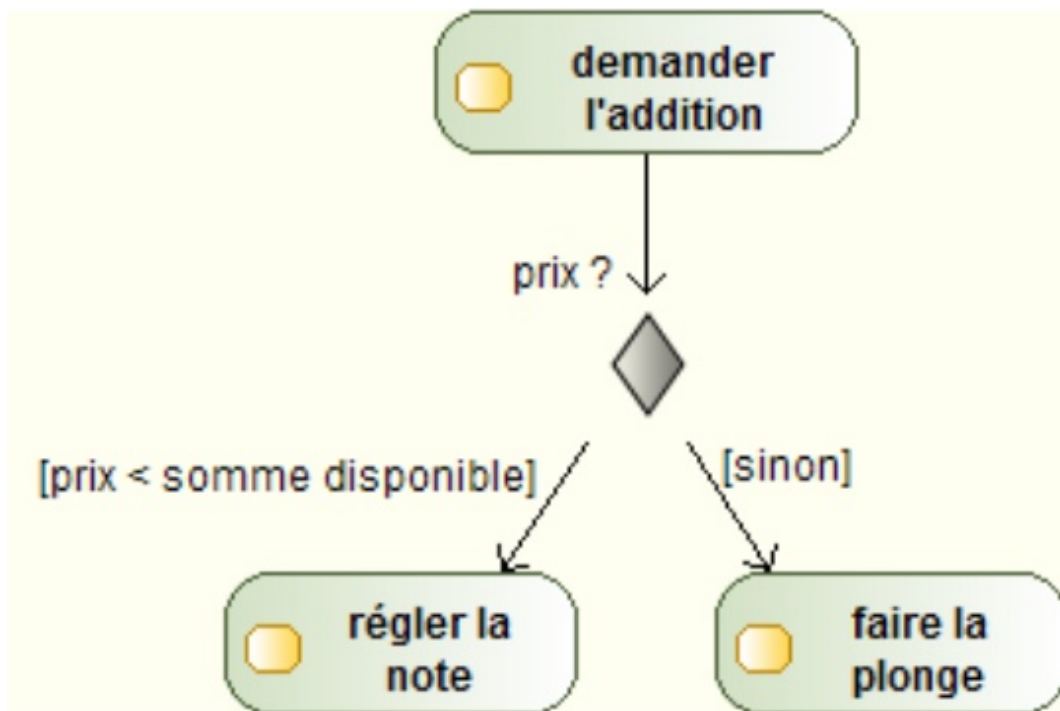 demander
l'addition
prix ?
[prix < somme disponible]
[sinon]
régler la
note
faire la
plonge